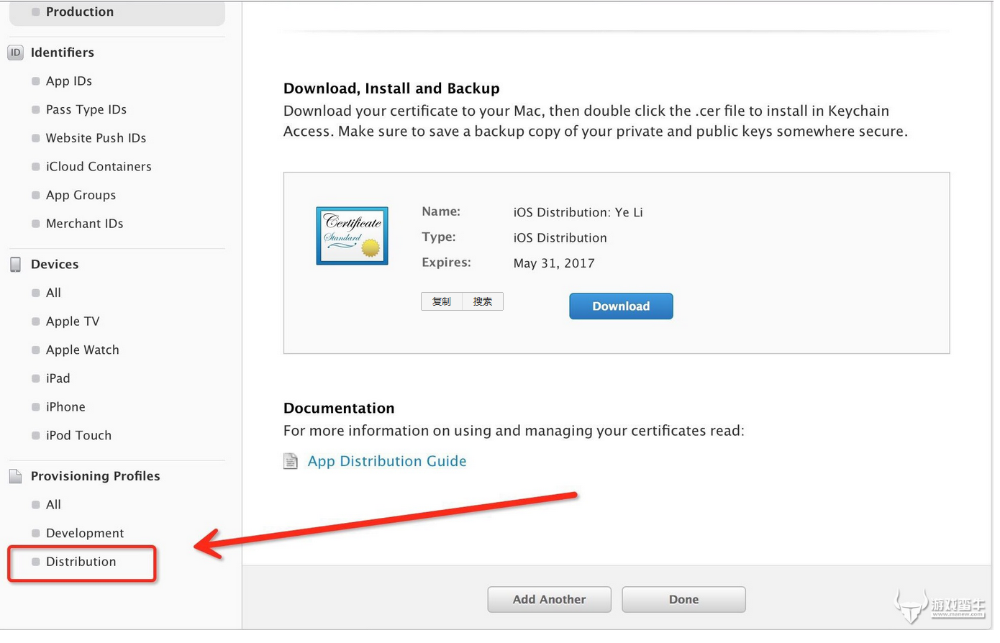 Production
ID Identifiers
App IDs
Pass Type IDs
Website Push IDs
iCloud Containers
App Groups
Merchant IDs
Devices
All
Apple TV
Apple Watch
iPad
iPhone
iPod Touch
Provisioning Profiles
All
Development
Distribution
Download, Install and Backup
Download your certificate to your Mac, then double click the .cer file to install in Keychain
Access. Make sure to save a backup copy of your private and public keys somewhere secure.
Certificate
Standard
Name: iOS Distribution: Ye Li
Type: iOS Distribution
Expires: May 31, 2017
复制 搜索
Download
Documentation
For more information on using and managing your certificates read:
App Distribution Guide
Add Another
Done
游戏蛮牛
www.manew.com